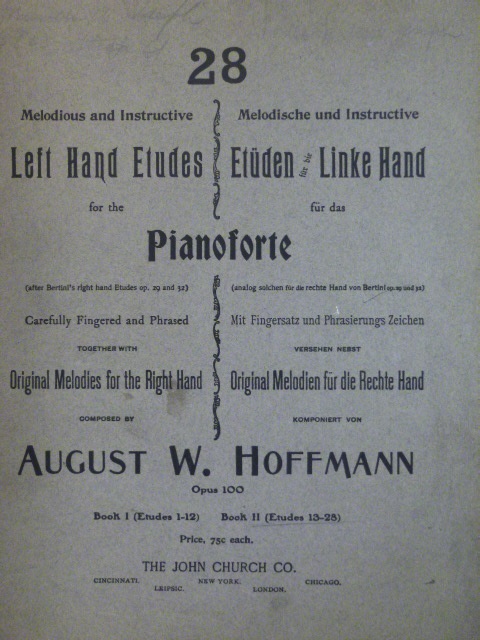 28
Melodious and Instructive
Left Hand Etudes
for the
Melodische und Instructive
Etüden für die Linke Hand
für das
Pianoforte
(after Bertini's right hand Etudes op. 29 and 32)
Carefully Fingered and Phrased
TOGETHER WITH
Original Melodies for the Right Hand
COMPOSED BY
(analog solchen für die rechte Hand von Bertini op. 29 und 32)
Mit Fingersatz und Phrasierungs Zeichen
VERSEHEN NEBST
Original Melodien für die Rechte Hand
KOMPONIERT VON
AUGUST W. HOFFMANN
Opus 100
Book I (Etudes 1-12) Book II (Etudes 13-28)
Price, 75c each.
THE JOHN CHURCH CO.
CINCINNATI. NEW YORK. CHICAGO.
LEIPSIC. LONDON.